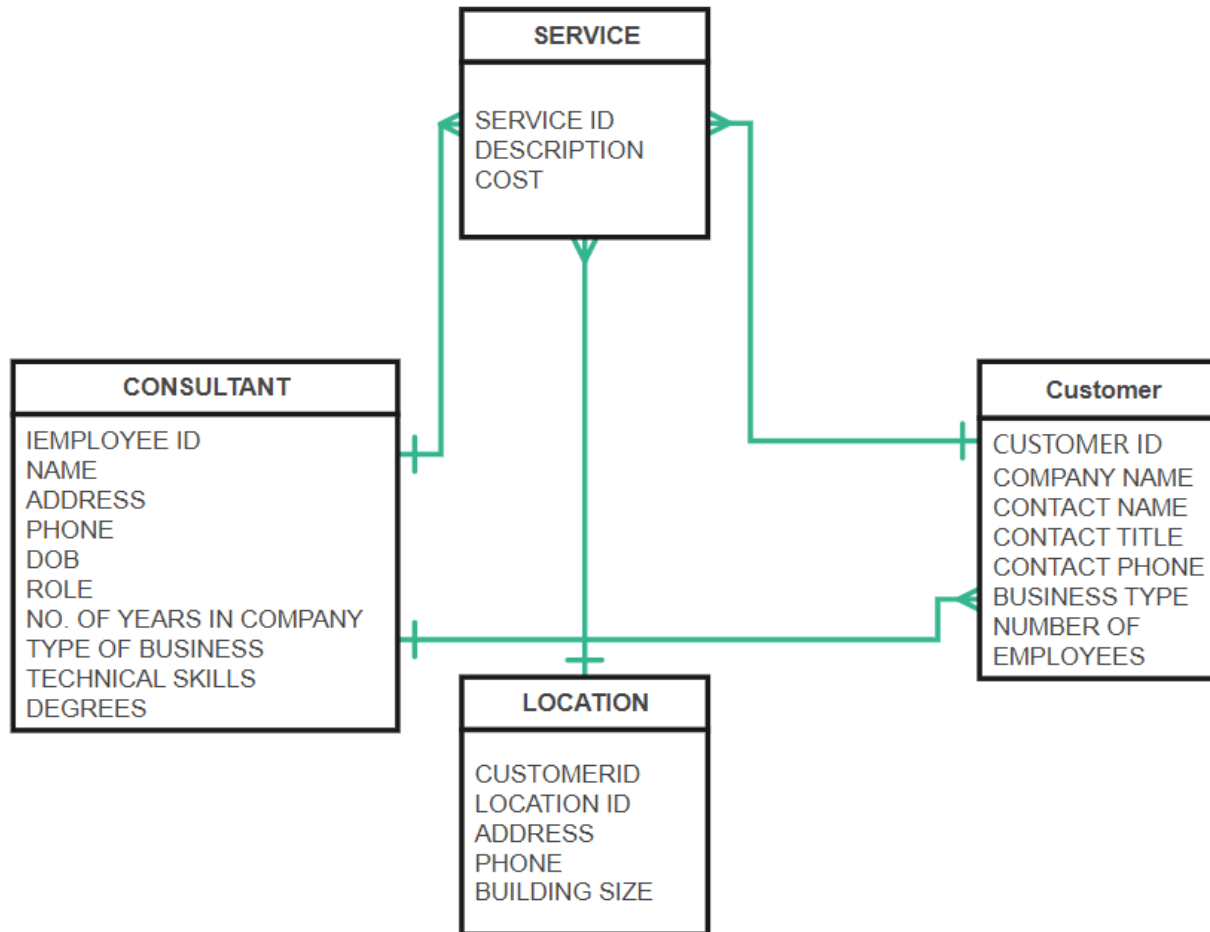 SERVICE
SERVICE ID
DESCRIPTION
COST
CONSULTANT
IEMPLOYEE ID
NAME
ADDRESS
PHONE
DOB
ROLE
NO. OF YEARS IN COMPANY
TYPE OF BUSINESS
TECHNICAL SKILLS
DEGREES
Customer
CUSTOMER ID
COMPANY NAME
CONTACT NAME
CONTACT TITLE
CONTACT PHONE
BUSINESS TYPE
NUMBER OF
EMPLOYEES
LOCATION
CUSTOMERID
LOCATION ID
ADDRESS
PHONE
BUILDING SIZE